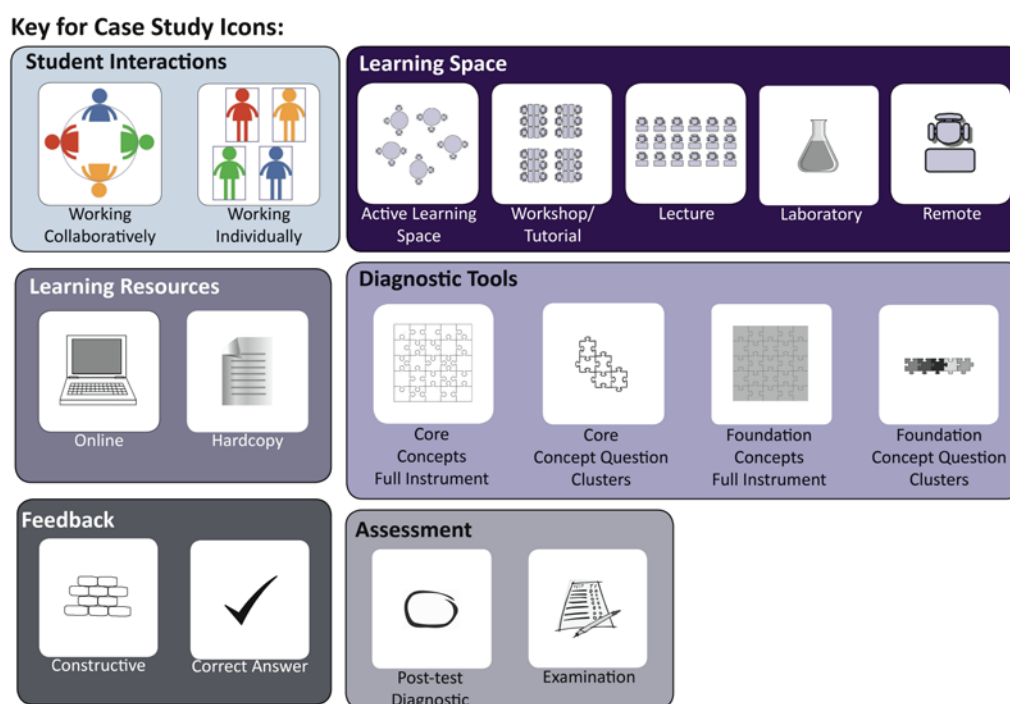 Key for Case Study Icons:
Student Interactions
Working
Collaboratively
Working
Individually
Learning Space
Active Learning
Space
Workshop/
Tutorial
Lecture
Laboratory
Remote
Learning Resources
Online
Hardcopy
Diagnostic Tools
Core
Concepts
Full Instrument
Core
Concept Question
Clusters
Foundation
Concepts
Full Instrument
Foundation
Concept Question
Clusters
Feedback
Constructive
Correct Answer
Assessment
Post-test
Diagnostic
Examination